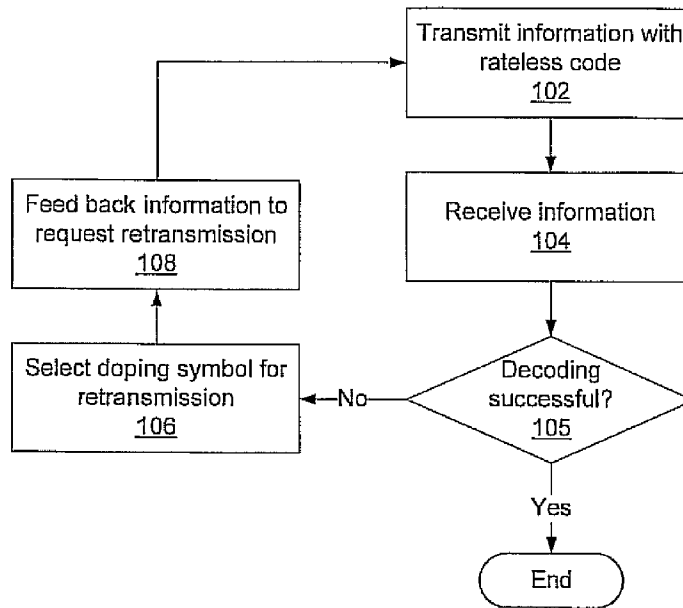 Transmit information with
rateless code
102
Receive information
104
Decoding
successful?
105
No
Select doping symbol for
retransmission
106
Feed back information to
request retransmission
108
Yes
End